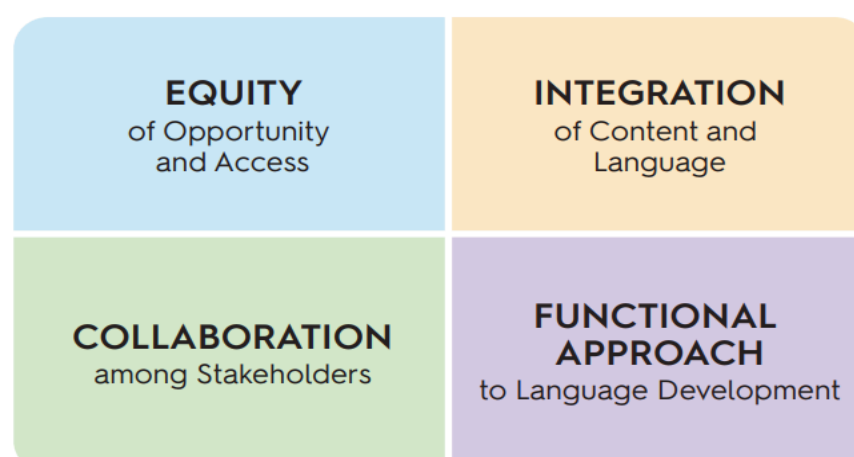 EQUITY
of Opportunity
and Access
INTEGRATION
of Content and
Language
COLLABORATION
among Stakeholders
FUNCTIONAL
APPROACH
to Language Development